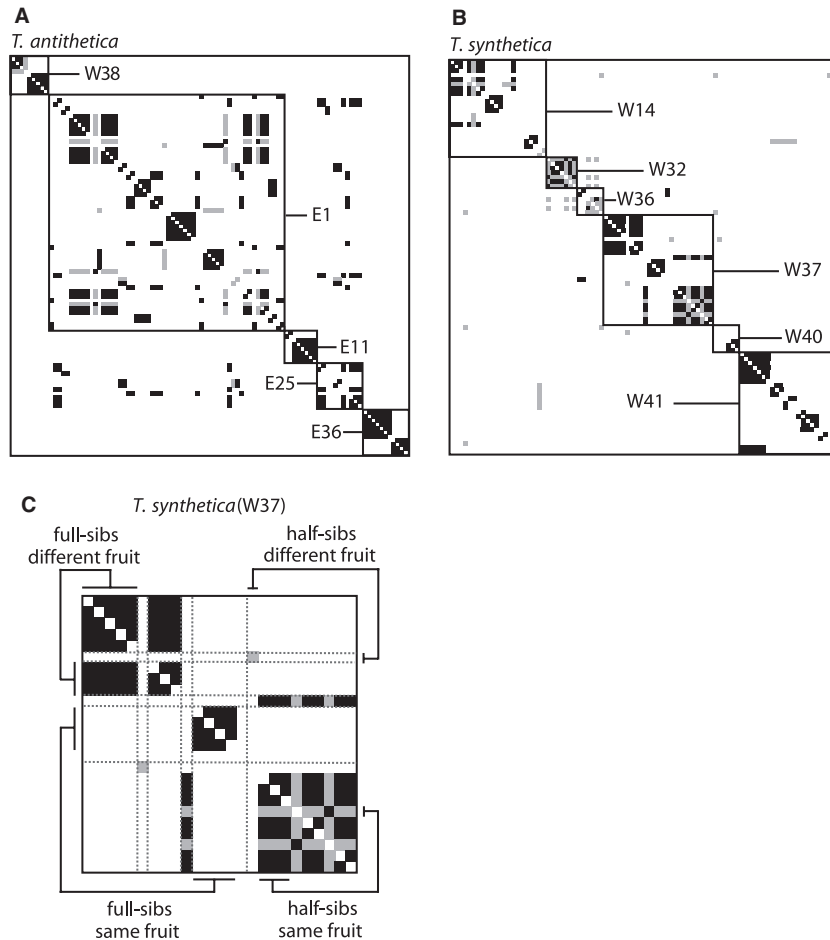 A
T. antithetica
W38
E1
E11
E25
E36
B
T. synthetica
W14
W32
W36
W37
W40
W41
C
T. synthetica(W37)
full-sibs
different fruit
half-sibs
different fruit
full-sibs
same fruit
half-sibs
same fruit